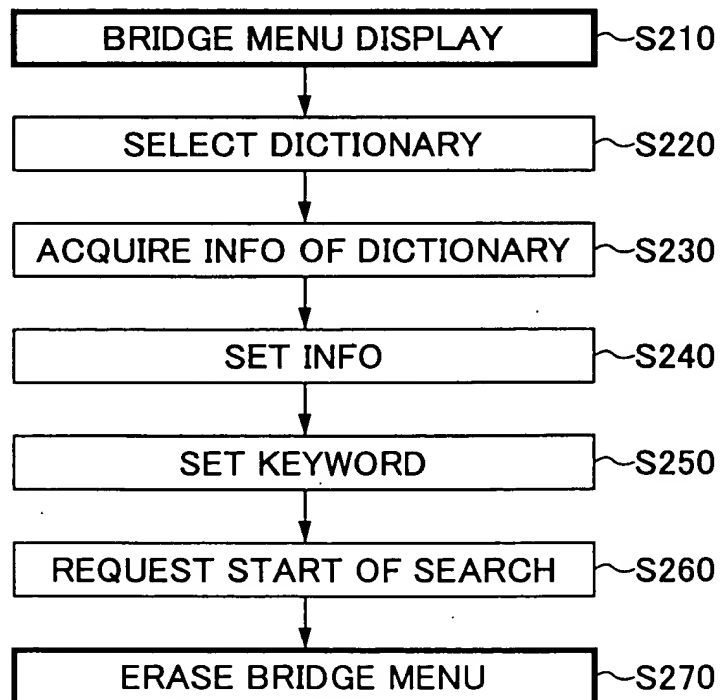 BRIDGE MENU DISPLAY S210
SELECT DICTIONARY S220
ACQUIRE INFO OF DICTIONARY S230
SET INFO S240
SET KEYWORD S250
REQUEST START OF SEARCH S260
ERASE BRIDGE MENU S270